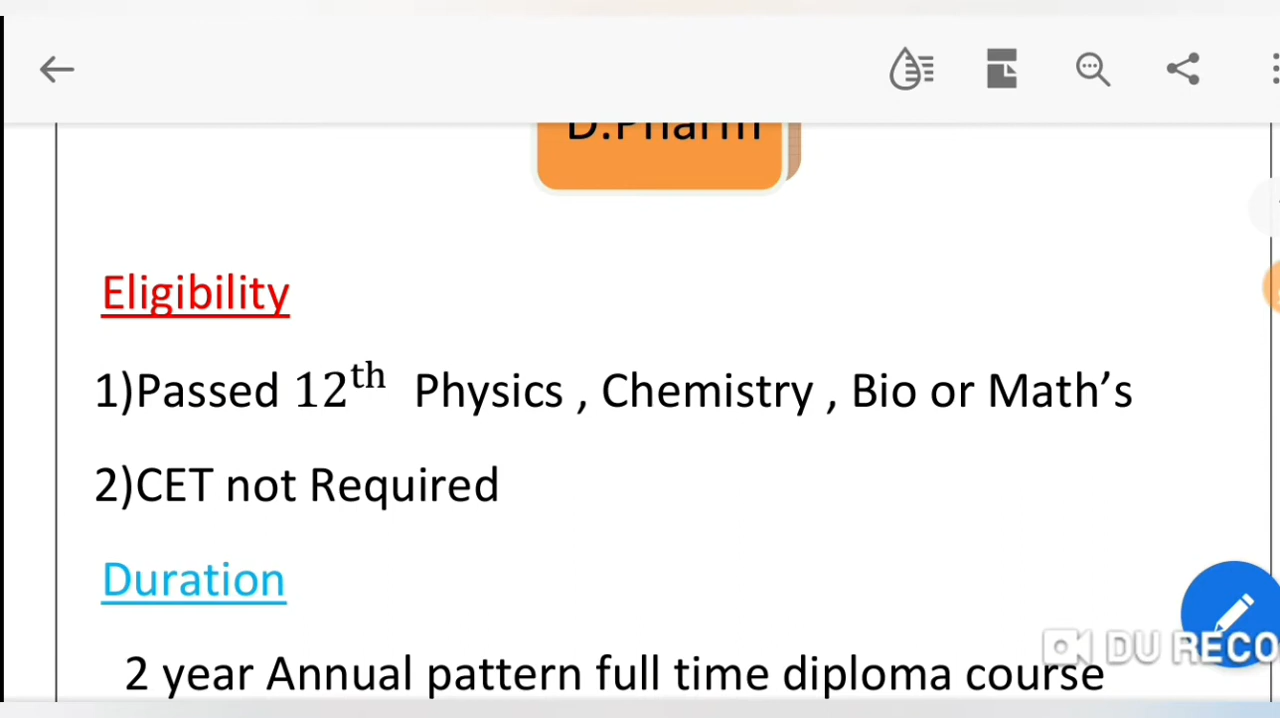 D.Pharm
Eligibility
1)Passed 12th Physics , Chemistry , Bio or Math’s
2)CET not Required
Duration
2 year Annual pattern full time diploma course
DU RECO